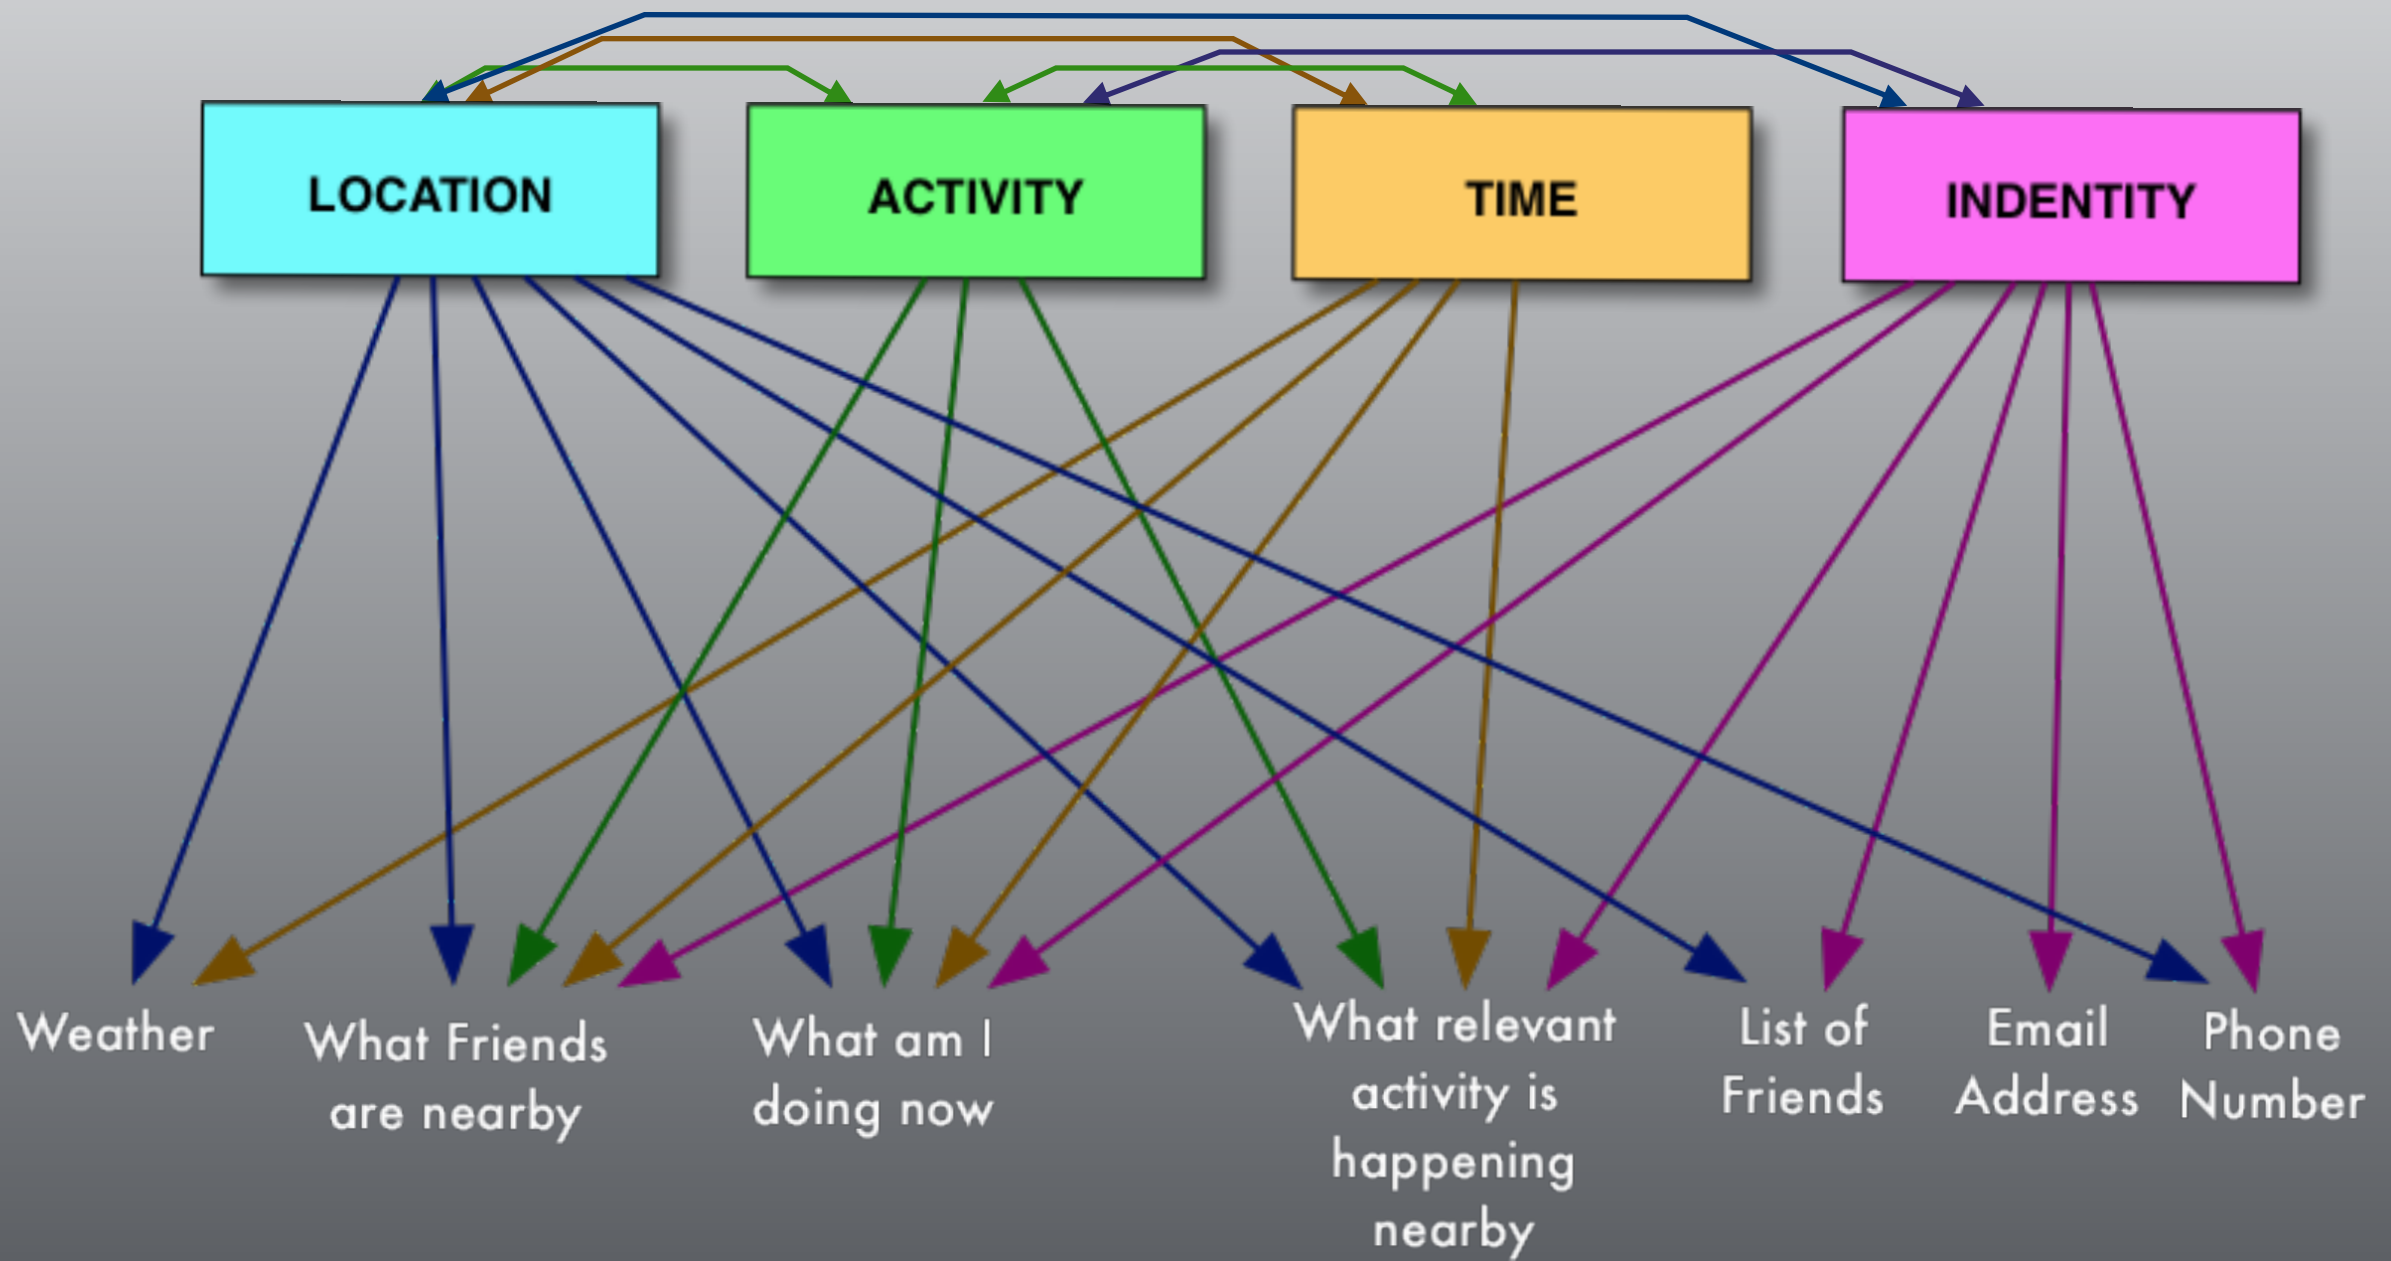 LOCATION
ACTIVITY
TIME
INDENTITY
Weather
What Friends
are nearby
What am I
doing now
What relevant
activity is
happening
nearby
List of
Friends
Email
Address
Phone
Number